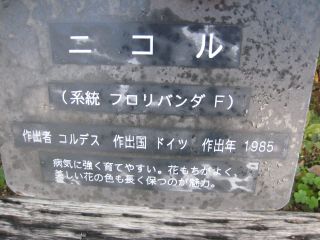 ニコル
(系統 フロリバンダ F)
作出者 コルデス 作出国 ドイツ 作出年 1985
病気に強く育てやすい。花もちがよく、
美しい花の色も長く保つのが魅力。